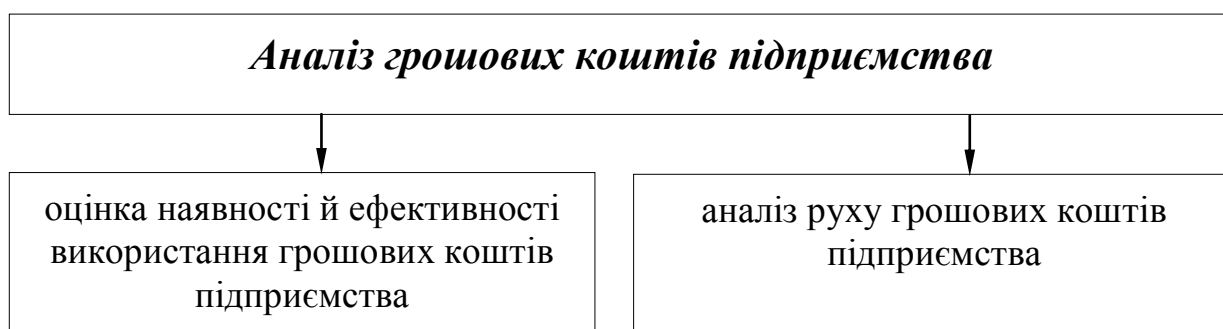 Аналіз грошових коштів підприємства
оцінка наявності й ефективності
використання грошових коштів
підприємства
аналіз руху грошових коштів
підприємства